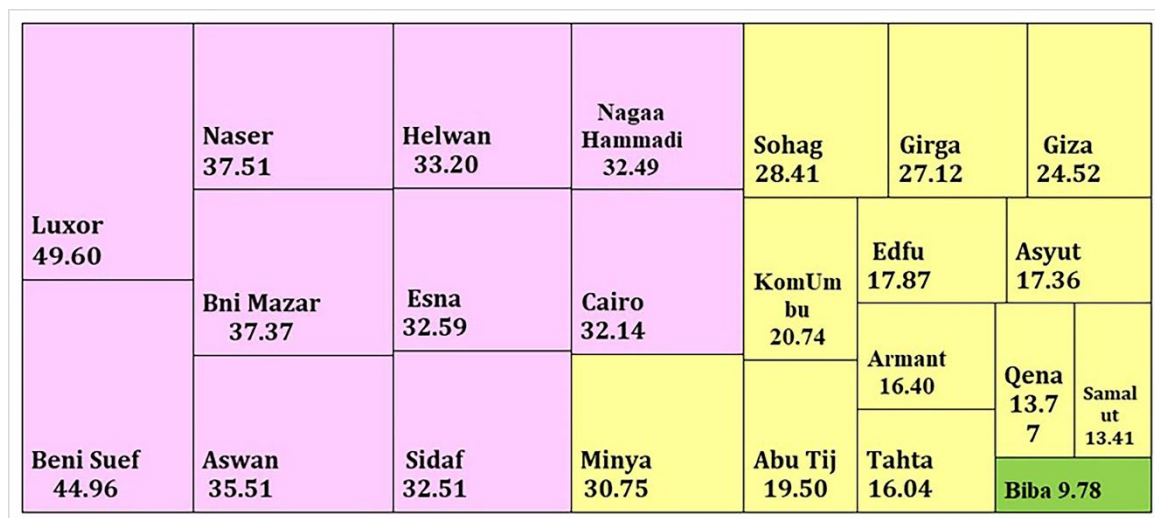 Luxor
49.60
Beni Suef
44.96
Naser
37.51
Bni Mazar
37.37
Aswan
35.51
Helwan
33.20
Esna
32.59
Sidaf
32.51
Nagaa
Hammadi
32.49
Cairo
32.14
Minya
30.75
Sohag
28.41
Girga
27.12
Giza
24.52
KomUm
bu
20.74
Abu Tij
19.50
Edfu
17.87
Asyut
17.36
Armant
16.40
Tahta
16.04
Qena
13.7
7
Samal
ut
13.41
Biba 9.78